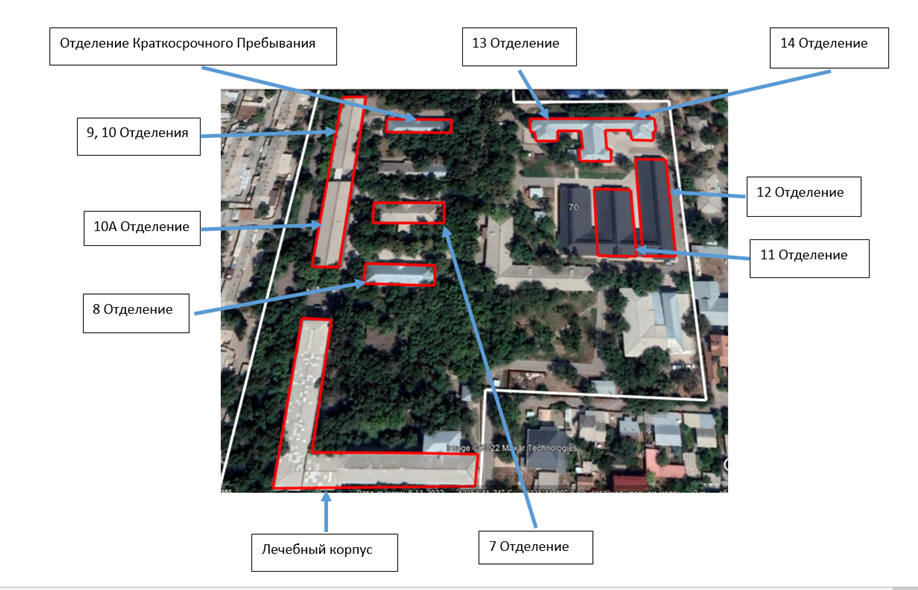 Отделение Краткосрочного Пребывания
13 Отделение
14 Отделение
9, 10 Отделения
12 Отделение
70
10А Отделение
11 Отделение
8 Отделение
Image © 2022 Maxar Technologies
7 Отделение
Лечебный корпус